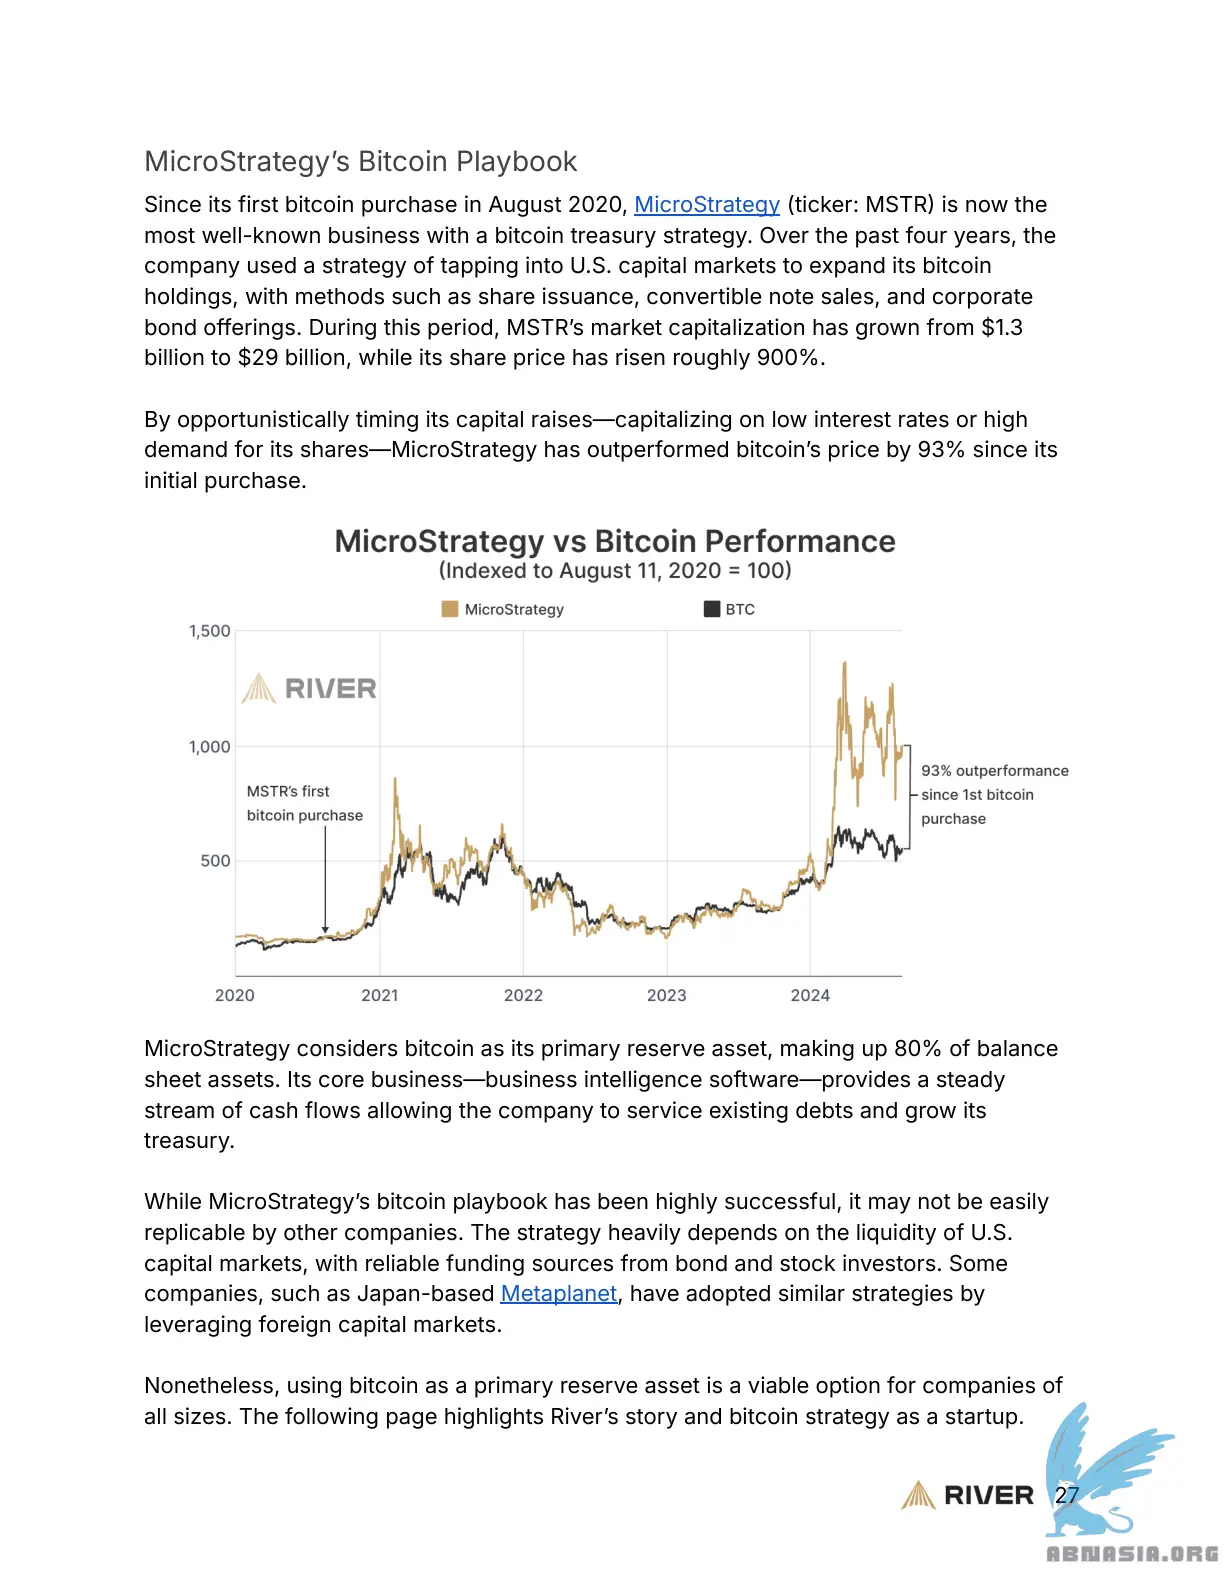 MicroStrategy’s Bitcoin Playbook
Since its first bitcoin purchase in August 2020, MicroStrategy (ticker: MSTR) is now the
most well-known business with a bitcoin treasury strategy. Over the past four years, the
company used a strategy of tapping into U.S. capital markets to expand its bitcoin
holdings, with methods such as share issuance, convertible note sales, and corporate
bond offerings. During this period, MSTR’s market capitalization has grown from $1.3
billion to $29 billion, while its share price has risen roughly 900%.
By opportunistically timing its capital raises—capitalizing on low interest rates or high
demand for its shares—MicroStrategy has outperformed bitcoin’s price by 93% since its
initial purchase.
MicroStrategy vs Bitcoin Performance
(Indexed to August 11, 2020 = 100)
MicroStrategy BTC
1,500
RIVER
1,000
93% outperformance
since 1st bitcoin
purchase
MSTR’s first
bitcoin purchase
500
2020 2021 2022 2023 2024
MicroStrategy considers bitcoin as its primary reserve asset, making up 80% of balance
sheet assets. Its core business—business intelligence software—provides a steady
stream of cash flows allowing the company to service existing debts and grow its
treasury.
While MicroStrategy’s bitcoin playbook has been highly successful, it may not be easily
replicable by other companies. The strategy heavily depends on the liquidity of U.S.
capital markets, with reliable funding sources from bond and stock investors. Some
companies, such as Japan-based Metaplanet, have adopted similar strategies by
leveraging foreign capital markets.
Nonetheless, using bitcoin as a primary reserve asset is a viable option for companies of
all sizes. The following page highlights River’s story and bitcoin strategy as a startup.
RIVER 27
ABNASIA.ORG